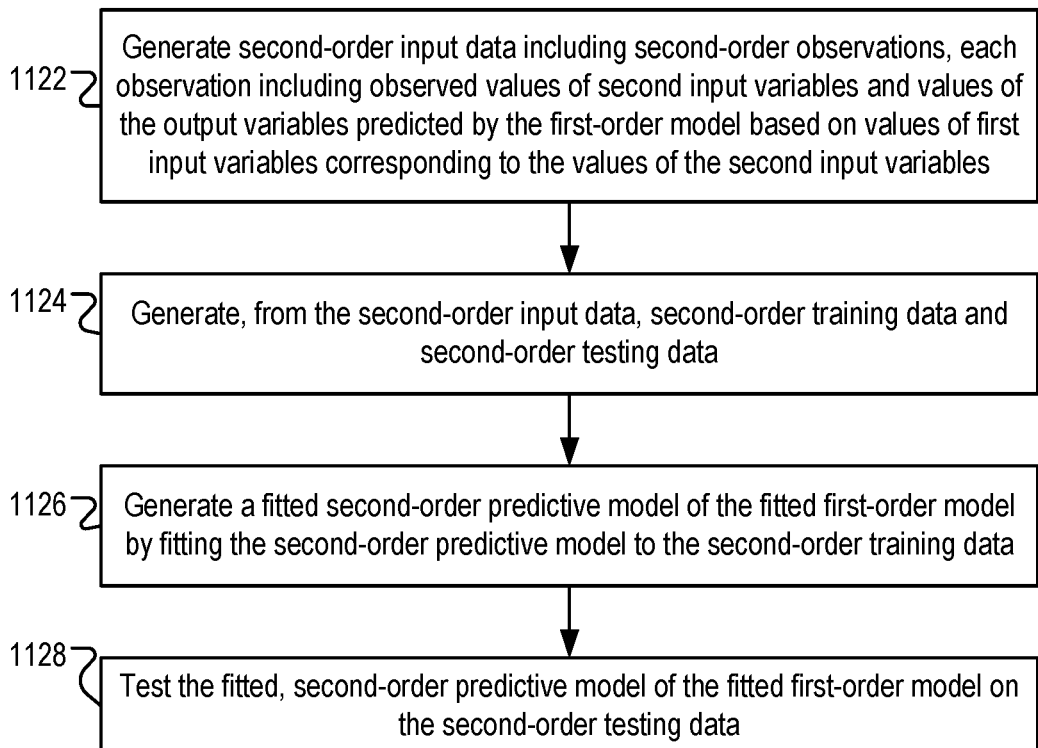 1122
Generate second-order input data including second-order observations, each
observation including observed values of second input variables and values of
the output variables predicted by the first-order model based on values of first
input variables corresponding to the values of the second input variables
1124
Generate, from the second-order input data, second-order training data and
second-order testing data
1126
Generate a fitted second-order predictive model of the fitted first-order model
by fitting the second-order predictive model to the second-order training data
1128
Test the fitted, second-order predictive model of the fitted first-order model on
the second-order testing data